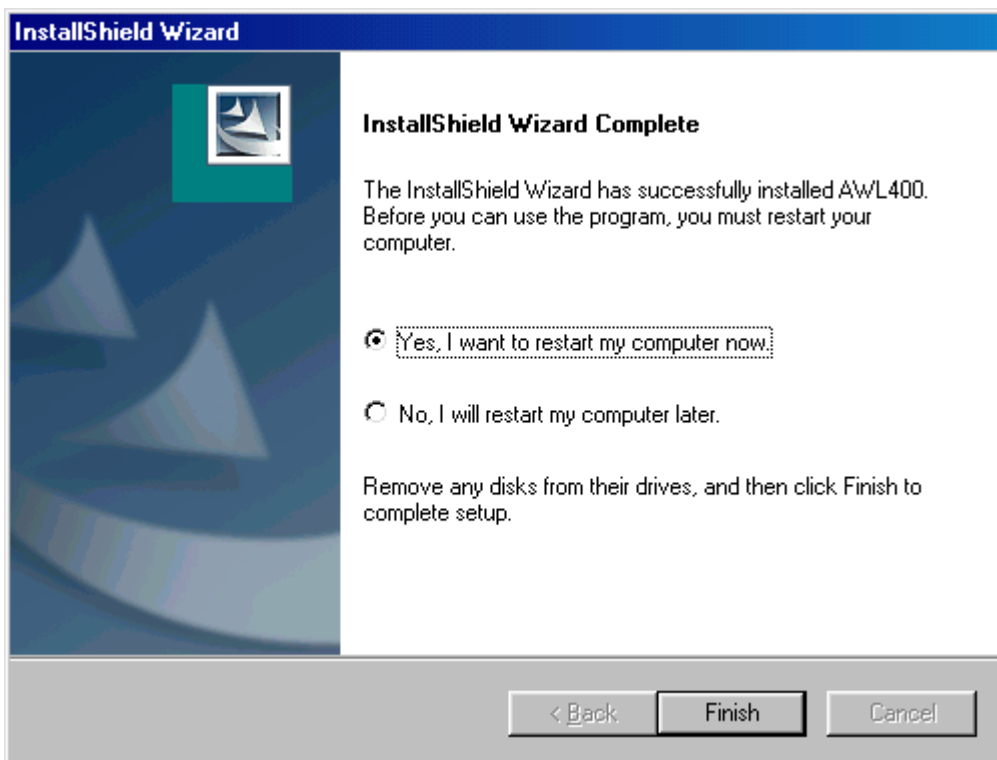 InstallShield Wizard
InstallShield Wizard Complete
The InstallShield Wizard has successfully installed AWL400.
Before you can use the program, you must restart your
computer.
Yes, I want to restart my computer now.
No, I will restart my computer later.
Remove any disks from their drives, and then click Finish to
complete setup.
< Back Finish Cancel